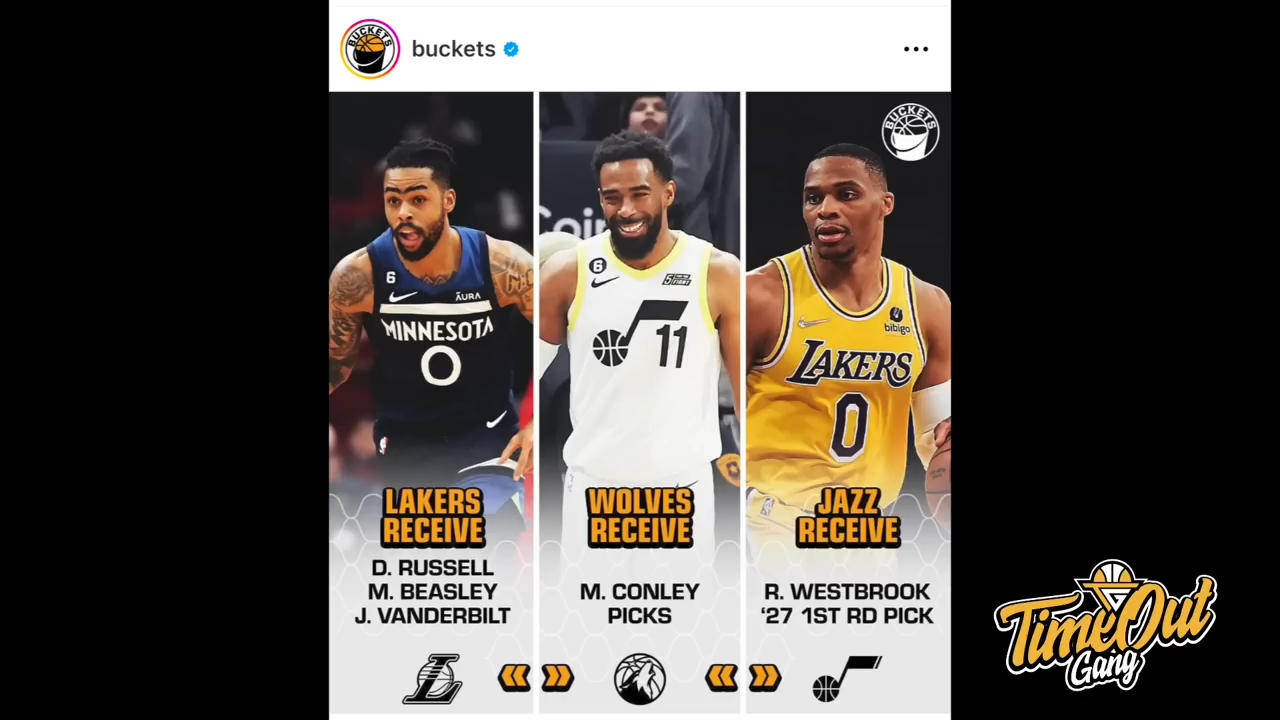 BUCKETS
buckets
BUCKETS
6
AURA
MINNESOTA
0
6
11
bibigo
LAKERS
0
LAKERS
RECEIVE
D. RUSSELL
M. BEASLEY
J. VANDERBILT
WOLVES
RECEIVE
M. CONLEY
PICKS
JAZZ
RECEIVE
R. WESTBROOK
‘27 1ST RD PICK
L
TimeOut
Gang